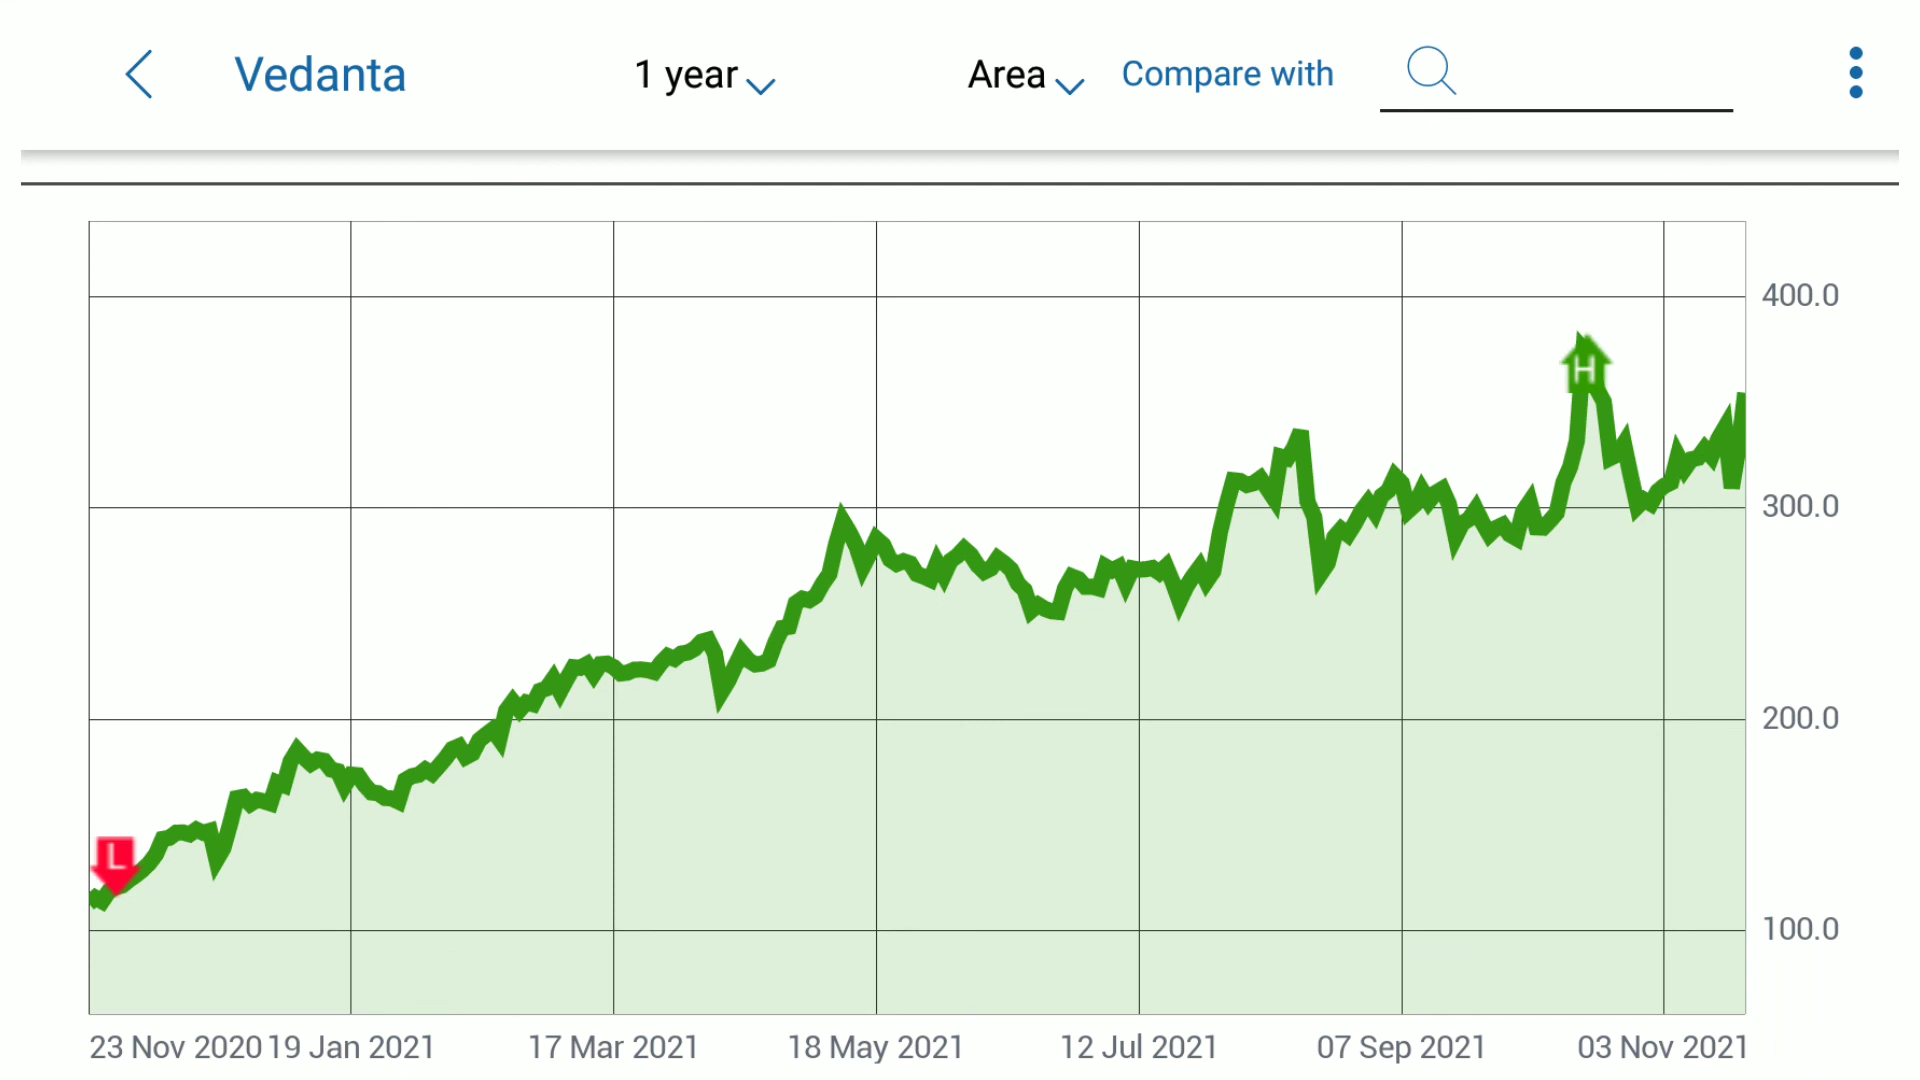 Vedanta 1 year Area Compare with
400.0
H
300.0
200.0
L
100.0
23 Nov 2020 19 Jan 2021 17 Mar 2021 18 May 2021 12 Jul 2021 07 Sep 2021 03 Nov 2021